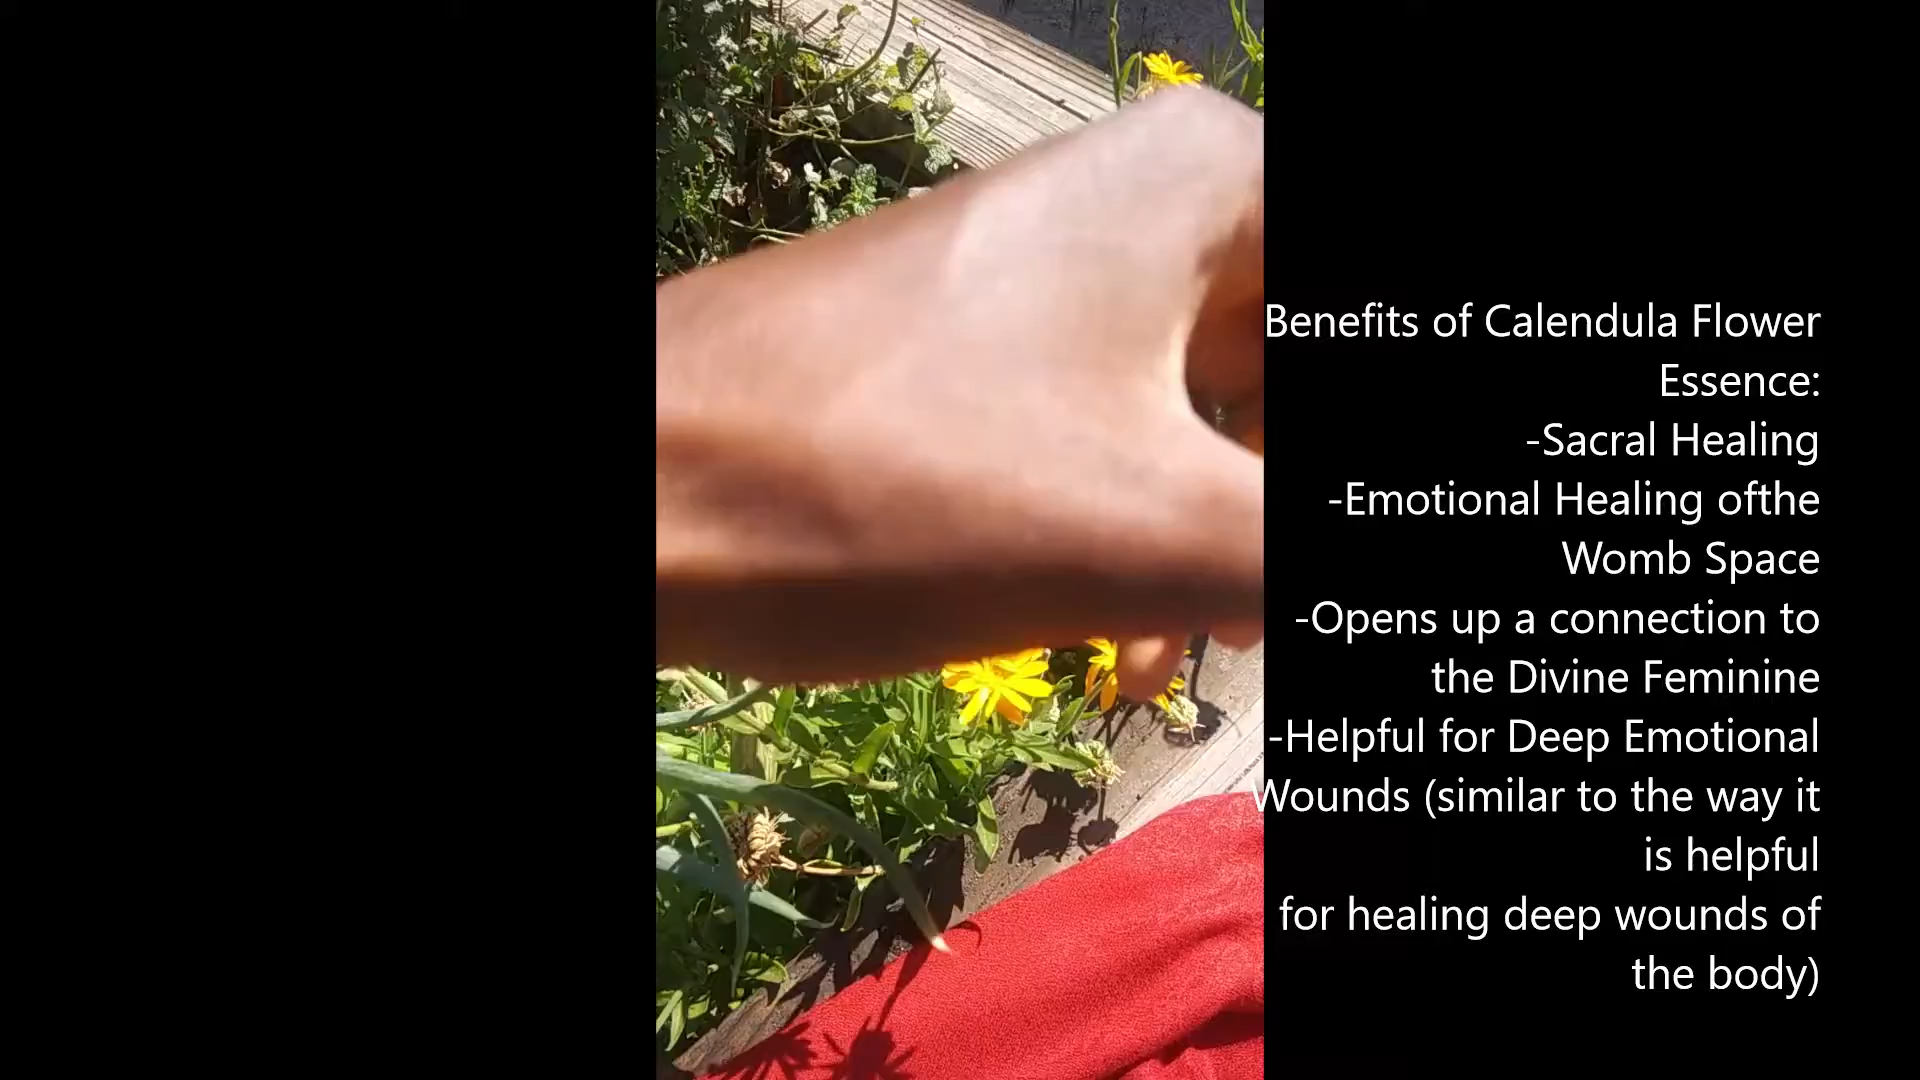 Benefits of Calendula Flower
Essence:
-Sacral Healing
-Emotional Healing ofthe
Womb Space
-Opens up a connection to
the Divine Feminine
-Helpful for Deep Emotional
Wounds (similar to the way it
is helpful
for healing deep wounds of
the body)